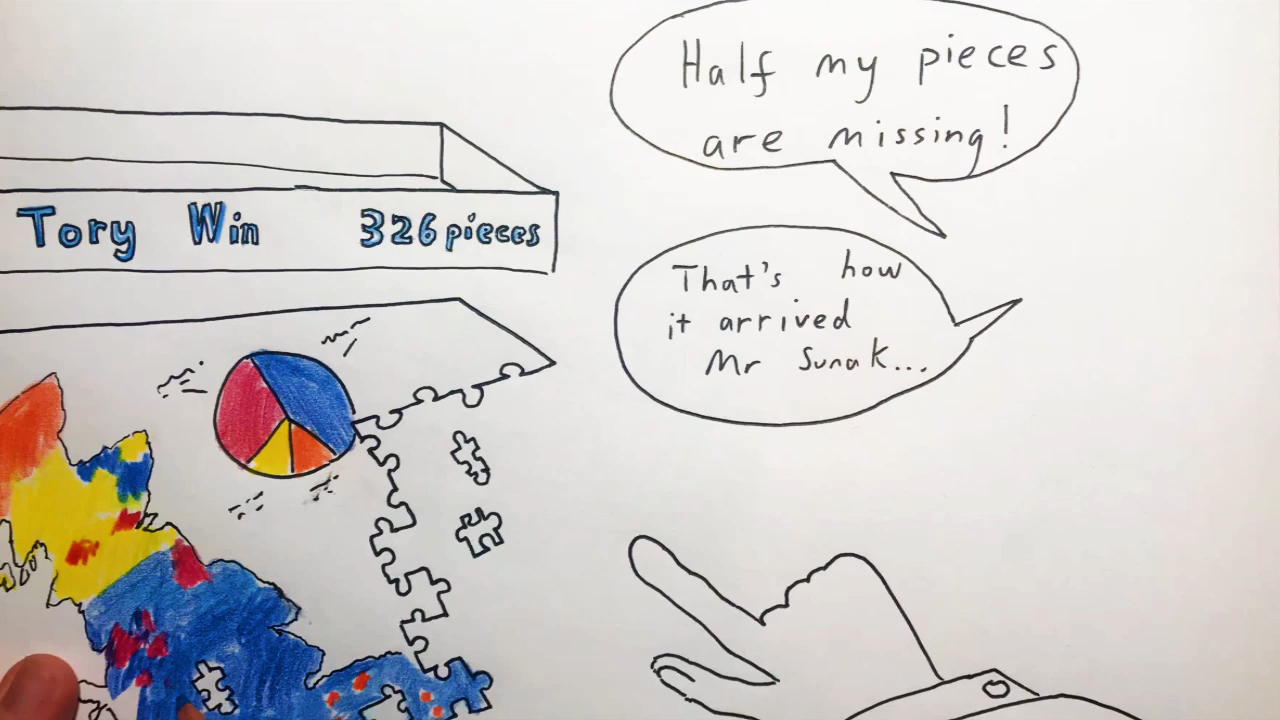 Half my pieces
are missing!
Tory Win 326 pieces
That's how
it arrived
Mr Sunak...